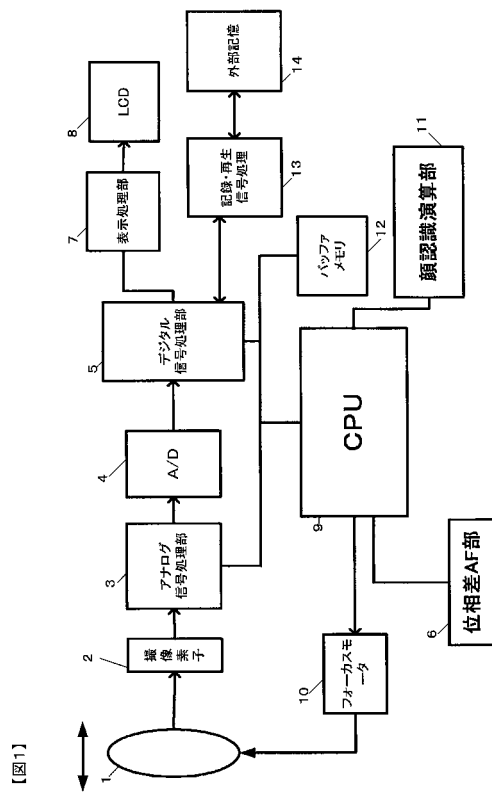 【図1】
1
2
撮像
素子
3
アナログ
信号処理部
4
A/D
5
デジタル
信号処理部
7
表示処理部
8
LCD
記録・再生
信号処理
13
外部記憶
14
バッファ
メモリ
12
CPU
9
顔認識演算部
11
フォーカスモ
ータ
10
位相差AF部
6